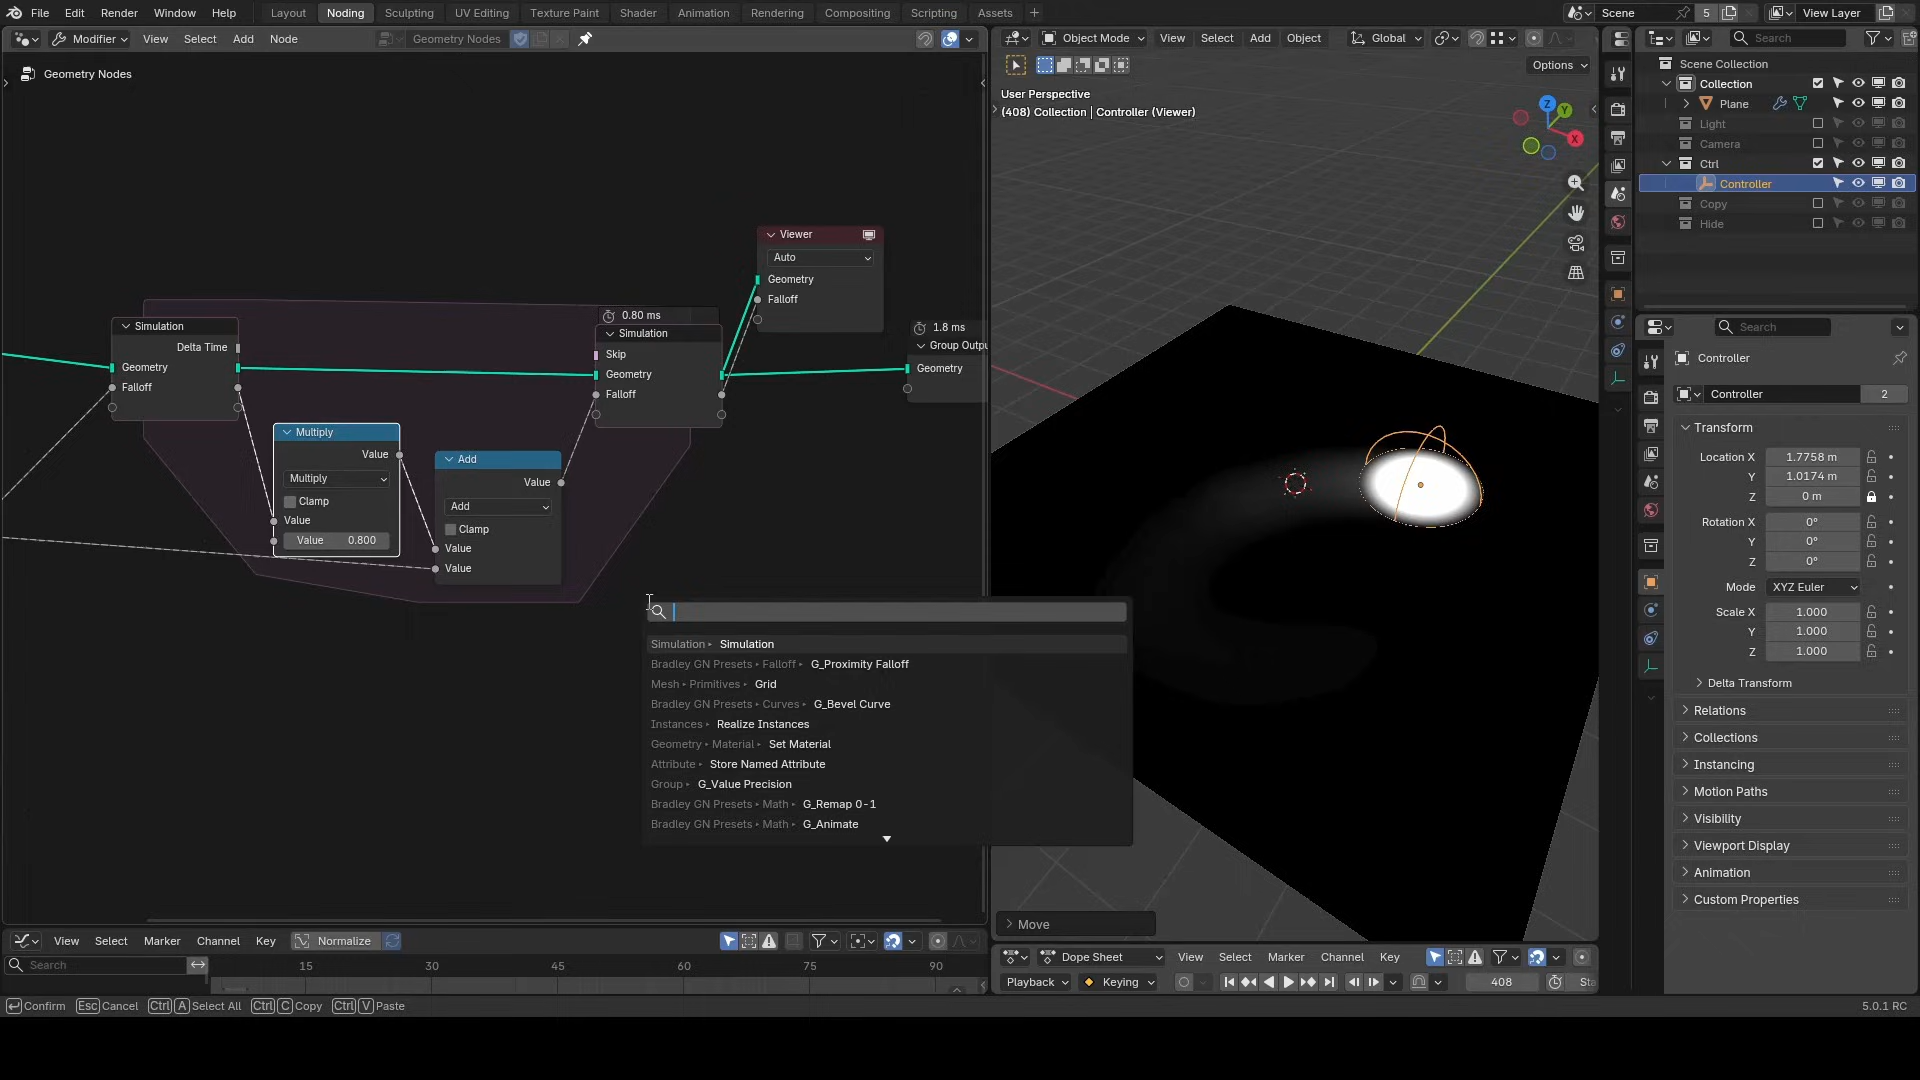 File Edit Render Window Help Layout Noding Sculpting UV Editing Texture Paint Shader Animation Rendering Compositing Scripting Assets + Scene 5 View Layer
Modifier View Select Add Node Geometry Nodes
Object Mode View Select Add Object Global
Search
Options
Geometry Nodes
User Perspective
(408) Collection | Controller (Viewer)
Z Y X
Scene Collection
Collection
Plane
Light
Camera
Ctrl
Controller
Copy
Hide
Viewer
Auto
Geometry
Falloff
Simulation
Delta Time
Geometry
Falloff
0.80 ms
Simulation
Skip
Geometry
Falloff
1.8 ms
Group Outpu
Geometry
Multiply
Value
Multiply
Clamp
Value
Value 0.800
Add
Value
Add
Clamp
Value
Value
Simulation ▸ Simulation
Bradley GN Presets ▸ Falloff ▸ G_Proximity Falloff
Mesh ▸ Primitives ▸ Grid
Bradley GN Presets ▸ Curves ▸ G_Bevel Curve
Instances ▸ Realize Instances
Geometry ▸ Material ▸ Set Material
Attribute ▸ Store Named Attribute
Group ▸ G_Value Precision
Bradley GN Presets ▸ Math ▸ G_Remap 0-1
Bradley GN Presets ▸ Math ▸ G_Animate
Move
Search
Controller
Controller 2
Transform
Location X 1.7758 m
Y 1.0174 m
Z 0 m
Rotation X 0°
Y 0°
Z 0°
Mode XYZ Euler
Scale X 1.000
Y 1.000
Z 1.000
Delta Transform
Relations
Collections
Instancing
Motion Paths
Visibility
Viewport Display
Animation
Custom Properties
View Select Marker Channel Key Normalize
Search
15 30 45 60 75 90
Dope Sheet View Select Marker Channel Key
Playback Keying 408 Sta
Confirm Esc Cancel Ctrl A Select All Ctrl C Copy Ctrl V Paste
5.0.1 RC